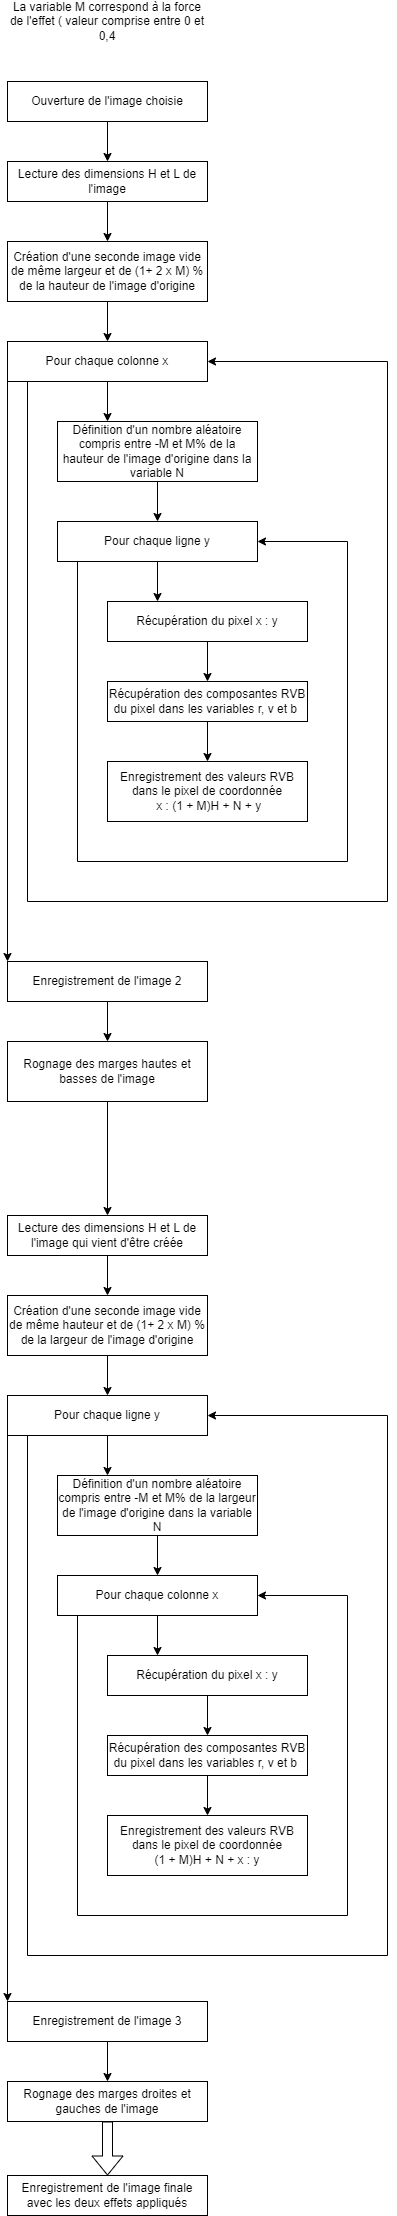 La variable M correspond à la force
de l'effet ( valeur comprise entre 0 et
0,4
Ouverture de l'image choisie
Lecture des dimensions H et L de
l'image
Création d'une seconde image vide
de même largeur et de (1+ 2 x M) %
de la hauteur de l'image d'origine
Pour chaque colonne x
Définition d'un nombre aléatoire
compris entre -M et M% de la
hauteur de l'image d'origine dans la
variable N
Pour chaque ligne y
Récupération du pixel x : y
Récupération des composantes RVB
du pixel dans les variables r, v et b
Enregistrement des valeurs RVB
dans le pixel de coordonnée
x : (1 + M)H + N + y
Enregistrement de l'image 2
Rognage des marges hautes et
basses de l'image
Lecture des dimensions H et L de
l'image qui vient d'être créée
Création d'une seconde image vide
de même hauteur et de (1+ 2 x M) %
de la largeur de l'image d'origine
Pour chaque ligne y
Définition d'un nombre aléatoire
compris entre -M et M% de la largeur
de l'image d'origine dans la variable
N
Pour chaque colonne x
Récupération du pixel x : y
Récupération des composantes RVB
du pixel dans les variables r, v et b
Enregistrement des valeurs RVB
dans le pixel de coordonnée
(1 + M)H + N + x : y
Enregistrement de l'image 3
Rognage des marges droites et
gauches de l'image
Enregistrement de l'image finale
avec les deux effets appliqués